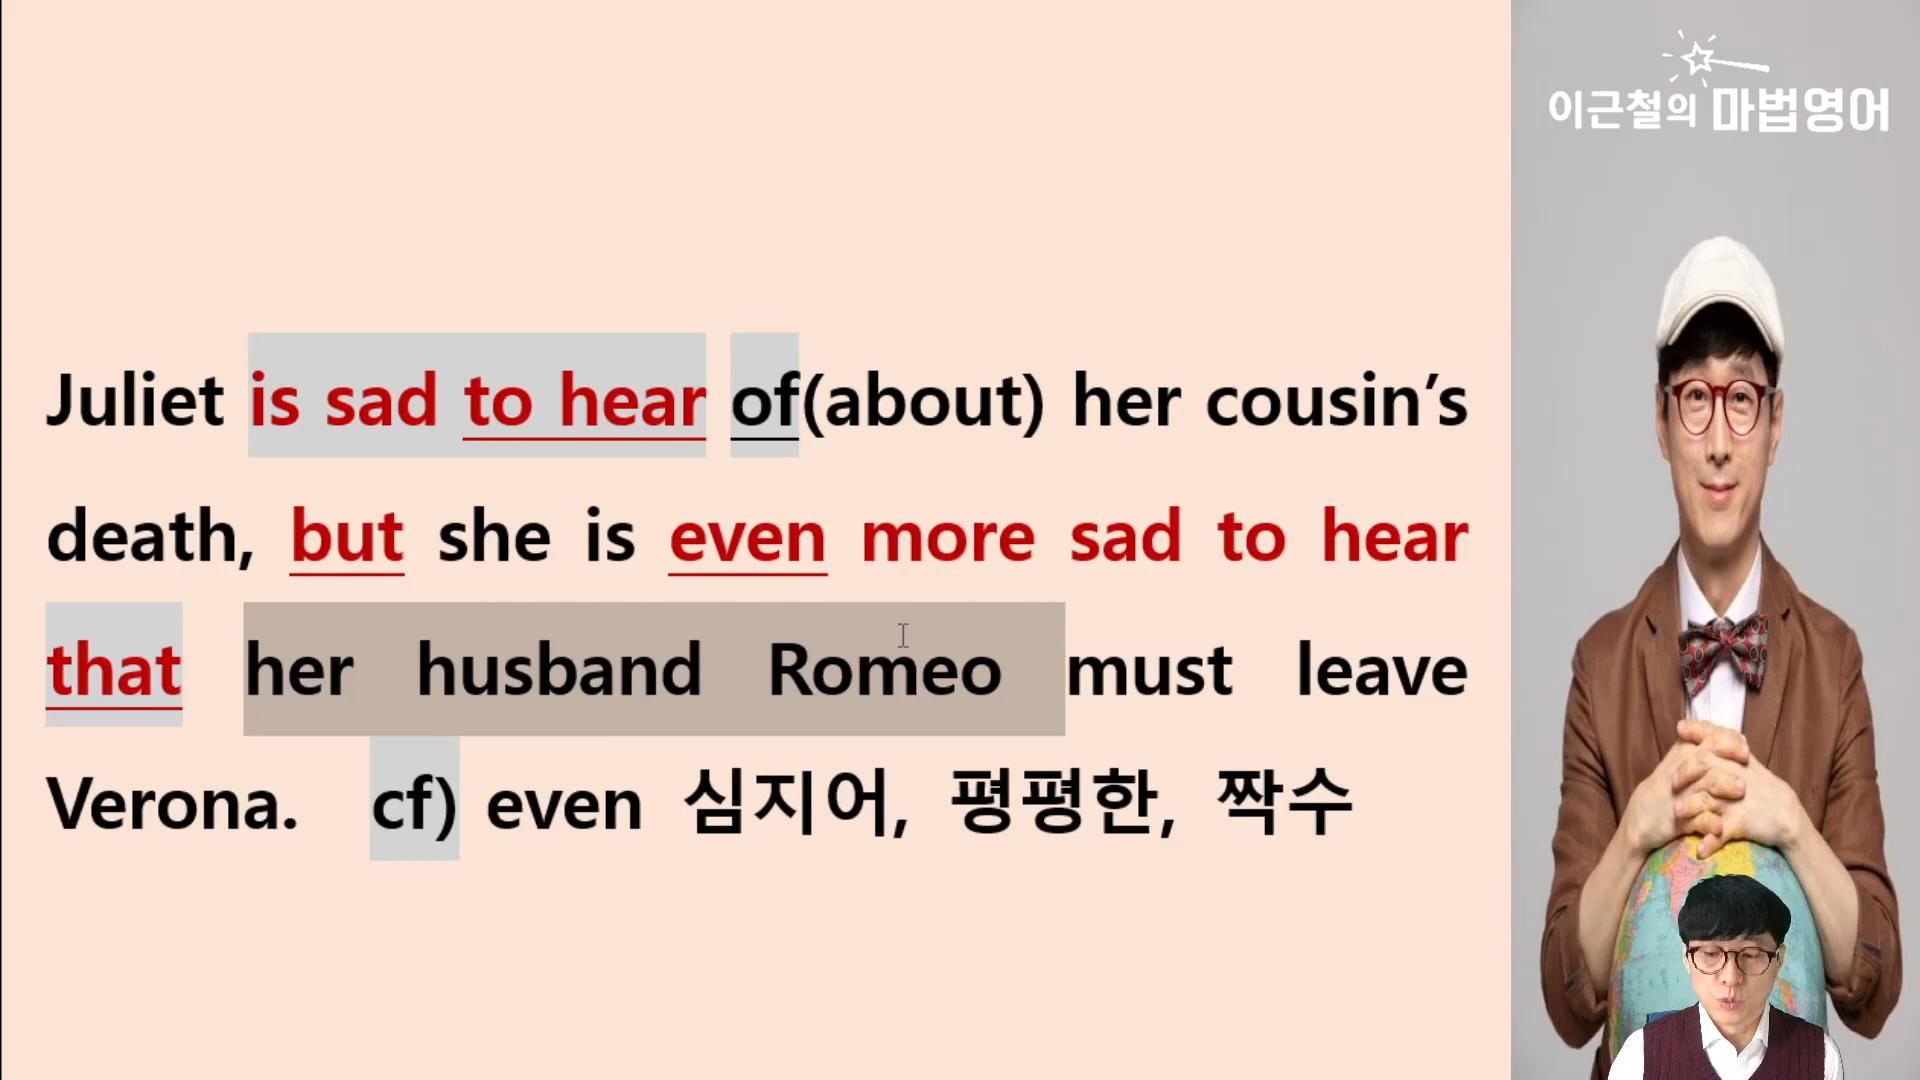 이근철의 마법영어
Juliet is sad to hear of(about) her cousin’s
death, but she is even more sad to hear
that her husband Romeo must leave
Verona. cf) even 심지어, 평평한, 짝수